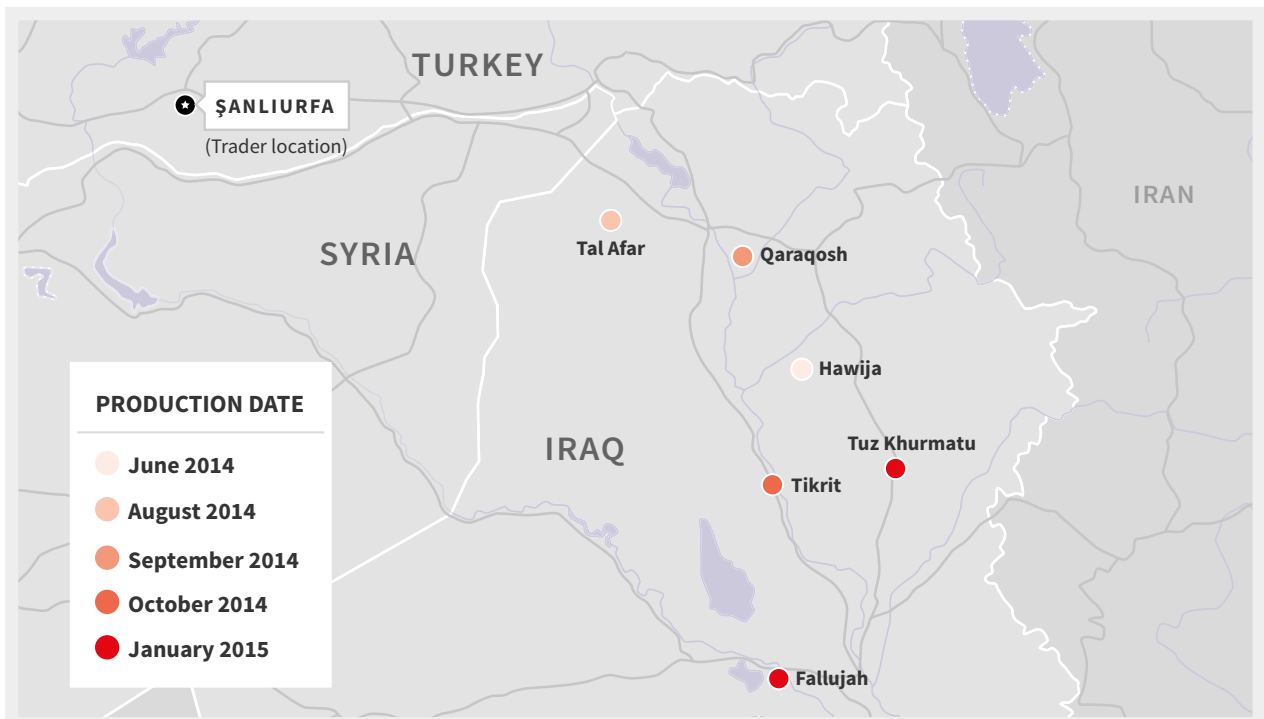 TURKEY
ŞANLIURFA
(Trader location)
IRAN
SYRIA
Tal Afar
Qaraqosh
Hawija
PRODUCTION DATE
June 2014
August 2014
September 2014
October 2014
January 2015
IRAQ
Tuz Khurmatu
Tikrit
Fallujah